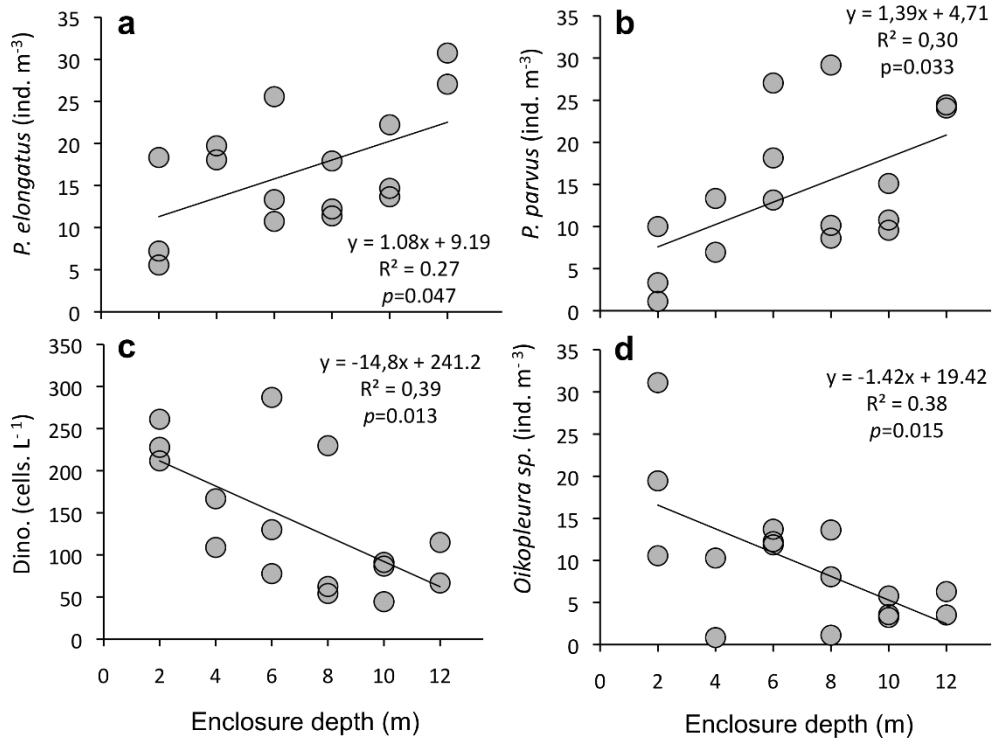 a
y = 1.08x + 9.19
R² = 0.27
p=0.047
P. elongatus (ind. m⁻³)
35
30
25
20
15
10
5
0
b
y = 1,39x + 4,71
R² = 0,30
p=0.033
P. parvus (ind. m⁻³)
35
30
25
20
15
10
5
0
c
y = -14,8x + 241.2
R² = 0,39
p=0.013
Dino. (cells. L⁻¹)
350
300
250
200
150
100
50
0
0 2 4 6 8 10 12
Enclosure depth (m)
d
y = -1.42x + 19.42
R² = 0.38
p=0.015
Oikopleura sp. (ind. m⁻³)
35
30
25
20
15
10
5
0
0 2 4 6 8 10 12
Enclosure depth (m)